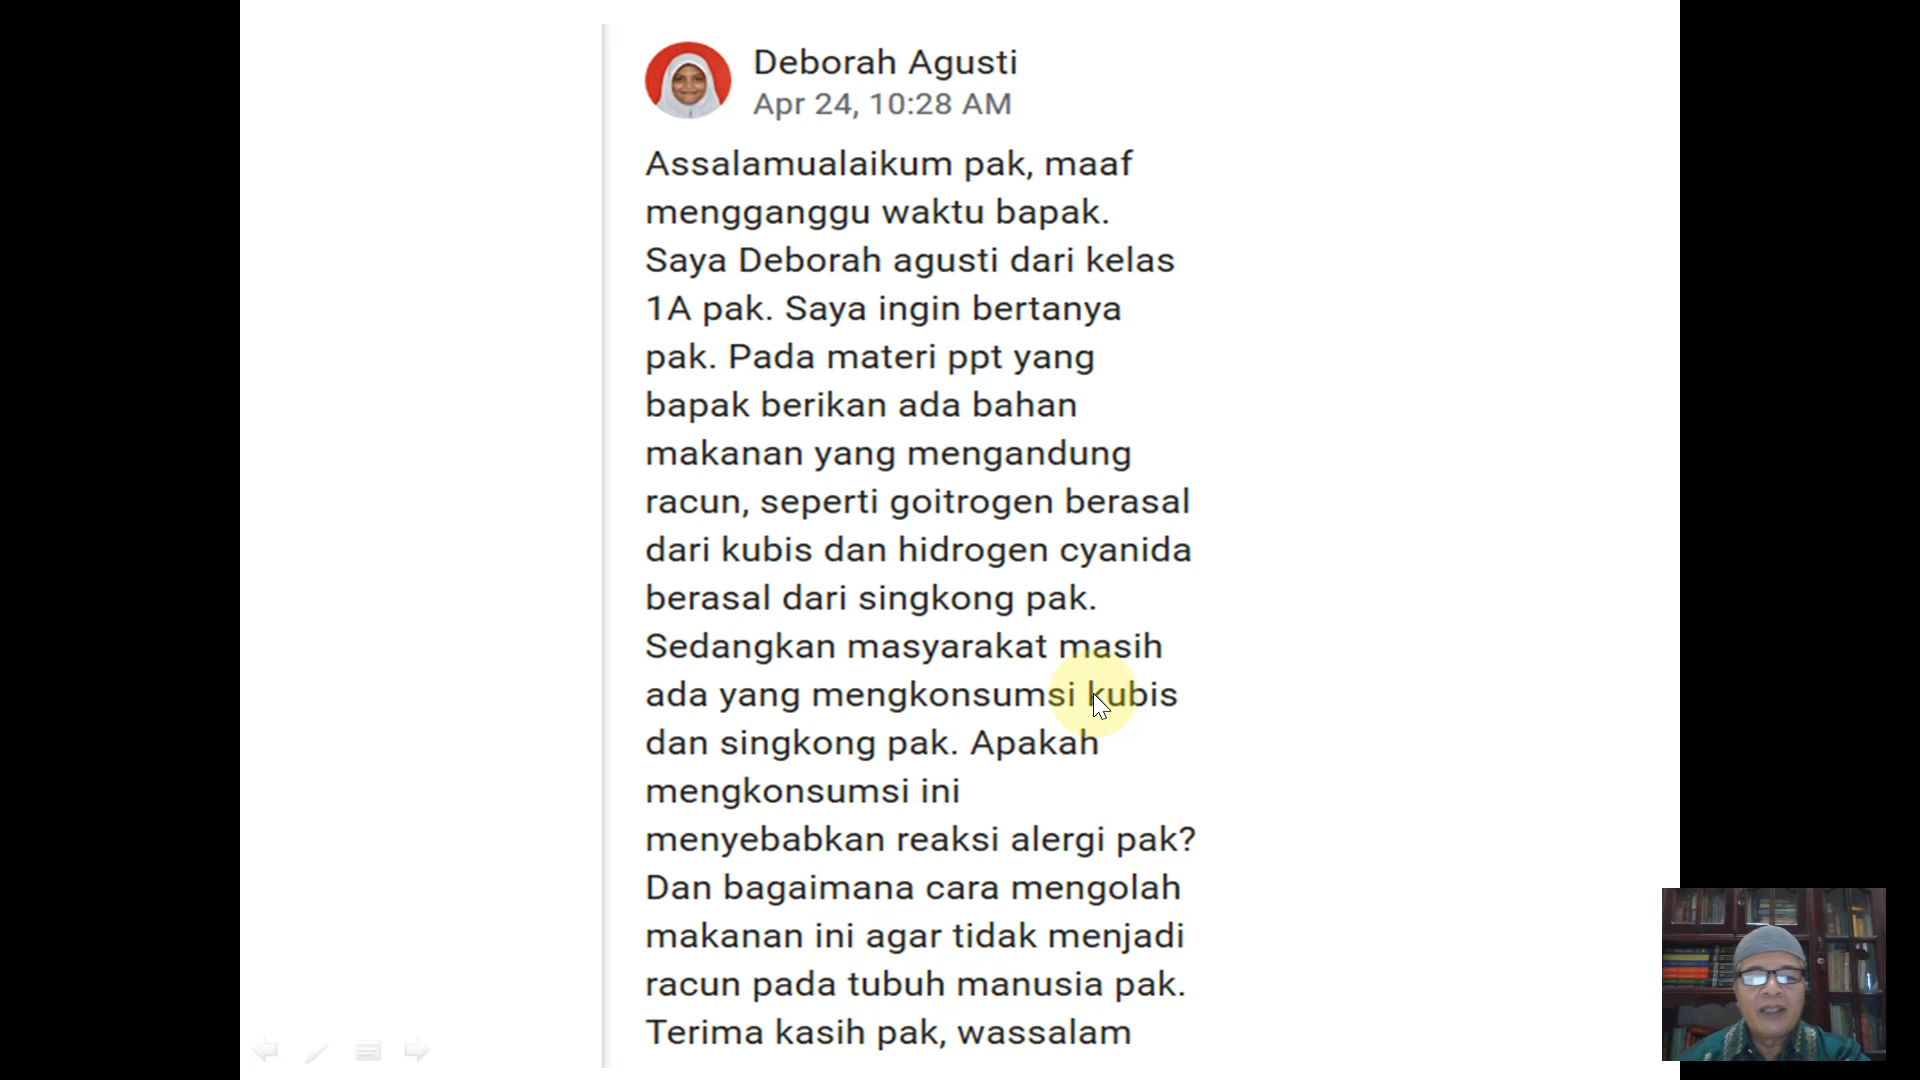 Deborah Agusti
Apr 24, 10:28 AM
Assalamualaikum pak, maaf
mengganggu waktu bapak.
Saya Deborah agusti dari kelas
1A pak. Saya ingin bertanya
pak. Pada materi ppt yang
bapak berikan ada bahan
makanan yang mengandung
racun, seperti goitrogen berasal
dari kubis dan hidrogen cyanida
berasal dari singkong pak.
Sedangkan masyarakat masih
ada yang mengkonsumsi kubis
dan singkong pak. Apakah
mengkonsumsi ini
menyebabkan reaksi alergi pak?
Dan bagaimana cara mengolah
makanan ini agar tidak menjadi
racun pada tubuh manusia pak.
Terima kasih pak, wassalam